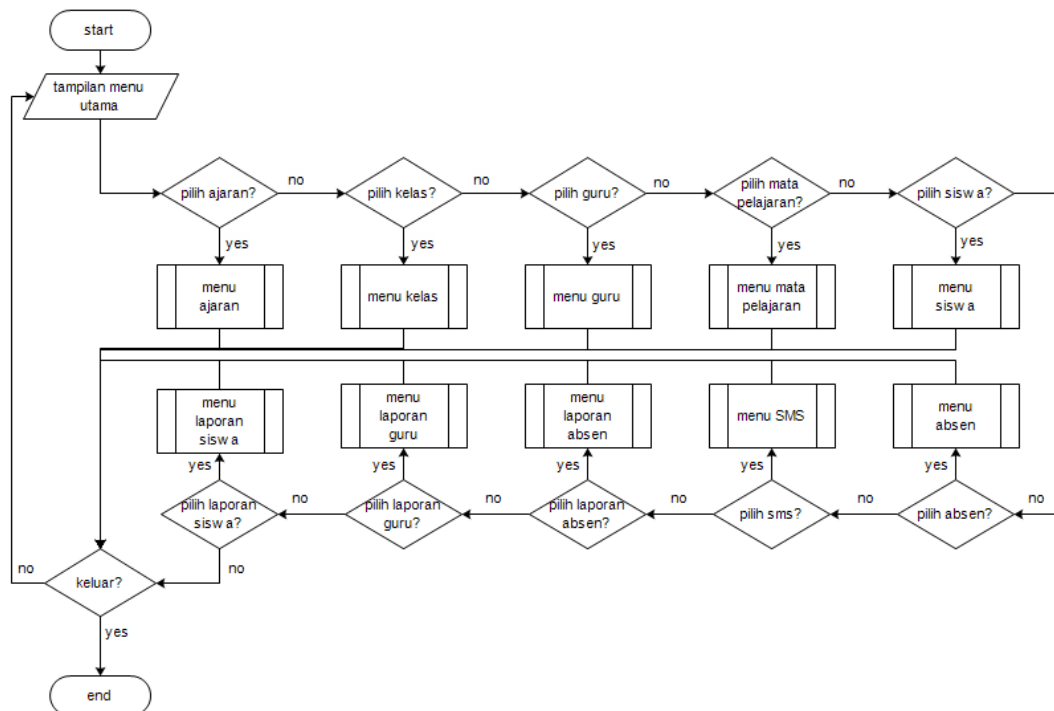 start
tampilan menu
utama
pilih ajaran?
no
pilih kelas?
no
pilih guru?
no
pilih mata
pelajaran?
no
pilih siswa?
yes
yes
yes
yes
yes
menu
ajaran
menu kelas
menu guru
menu mata
pelajaran
menu
siswa
menu
laporan
siswa
menu
laporan
guru
menu
laporan
absen
menu SMS
menu
absen
yes
yes
yes
yes
yes
pilih laporan
siswa?
no
pilih laporan
guru?
no
pilih laporan
absen?
no
pilih sms?
no
pilih absen?
no
no
keluar?
no
yes
end